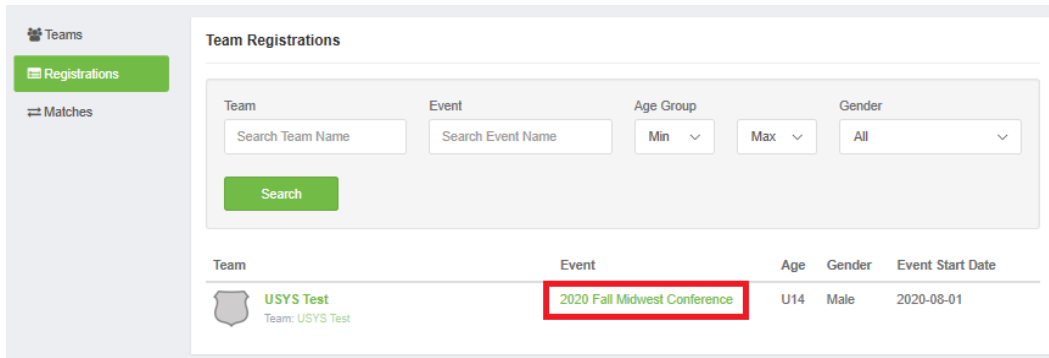 Teams
Registrations
Matches
Team Registrations
Team Event Age Group Gender
Search Team Name Search Event Name Min Max All
Search
Team Event Age Gender Event Start Date
USYS Test 2020 Fall Midwest Conference U14 Male 2020-08-01
Team: USYS Test